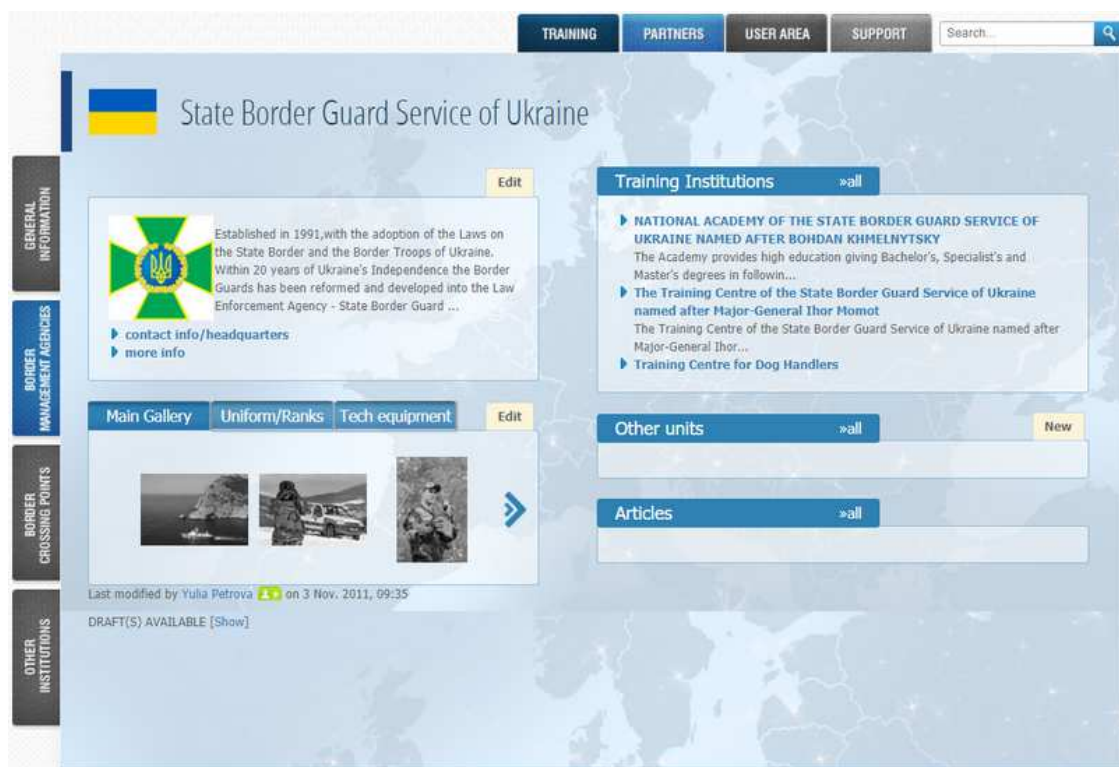 TRAINING
PARTNERS
USER AREA
SUPPORT
Search...
State Border Guard Service of Ukraine
GENERAL
INFORMATION
BORDER
MANAGEMENT AGENCIES
BORDER
CROSSING POINTS
OTHER
INSTITUTIONS
Edit
Established in 1991,with the adoption of the Laws on
the State Border and the Border Troops of Ukraine.
Within 20 years of Ukraine's Independence the Border
Guards has been reformed and developed into the Law
Enforcement Agency - State Border Guard ...
contact info/headquarters
more info
Main Gallery
Uniform/Ranks
Tech equipment
Edit
Last modified by Yulia Petrova on 3 Nov. 2011, 09:35
DRAFT(S) AVAILABLE [Show]
Training Institutions »all
NATIONAL ACADEMY OF THE STATE BORDER GUARD SERVICE OF
UKRAINE NAMED AFTER BOHDAN KHMELNYTSKY
The Academy provides high education giving Bachelor's, Specialist's and
Master's degrees in followin...
The Training Centre of the State Border Guard Service of Ukraine
named after Major-General Ihor Momot
The Training Centre of the State Border Guard Service of Ukraine named after
Major-General Ihor...
Training Centre for Dog Handlers
Other units »all
New
Articles »all